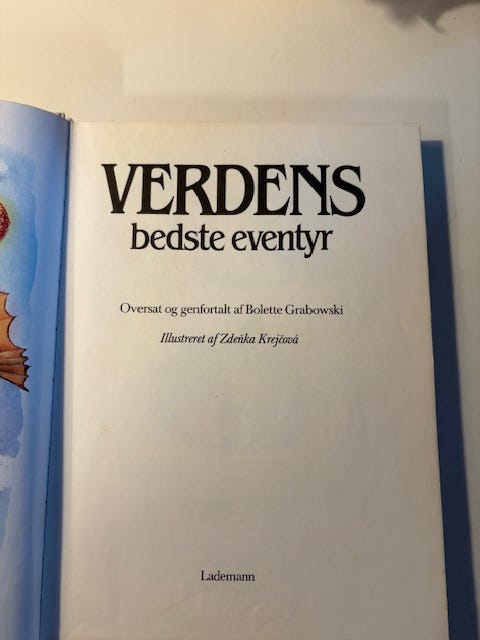 VERDENS
bedste eventyr
Oversat og genfortalt af Bolette Grabowski
Illustreret af Zdeňka Krejčová
Lademann